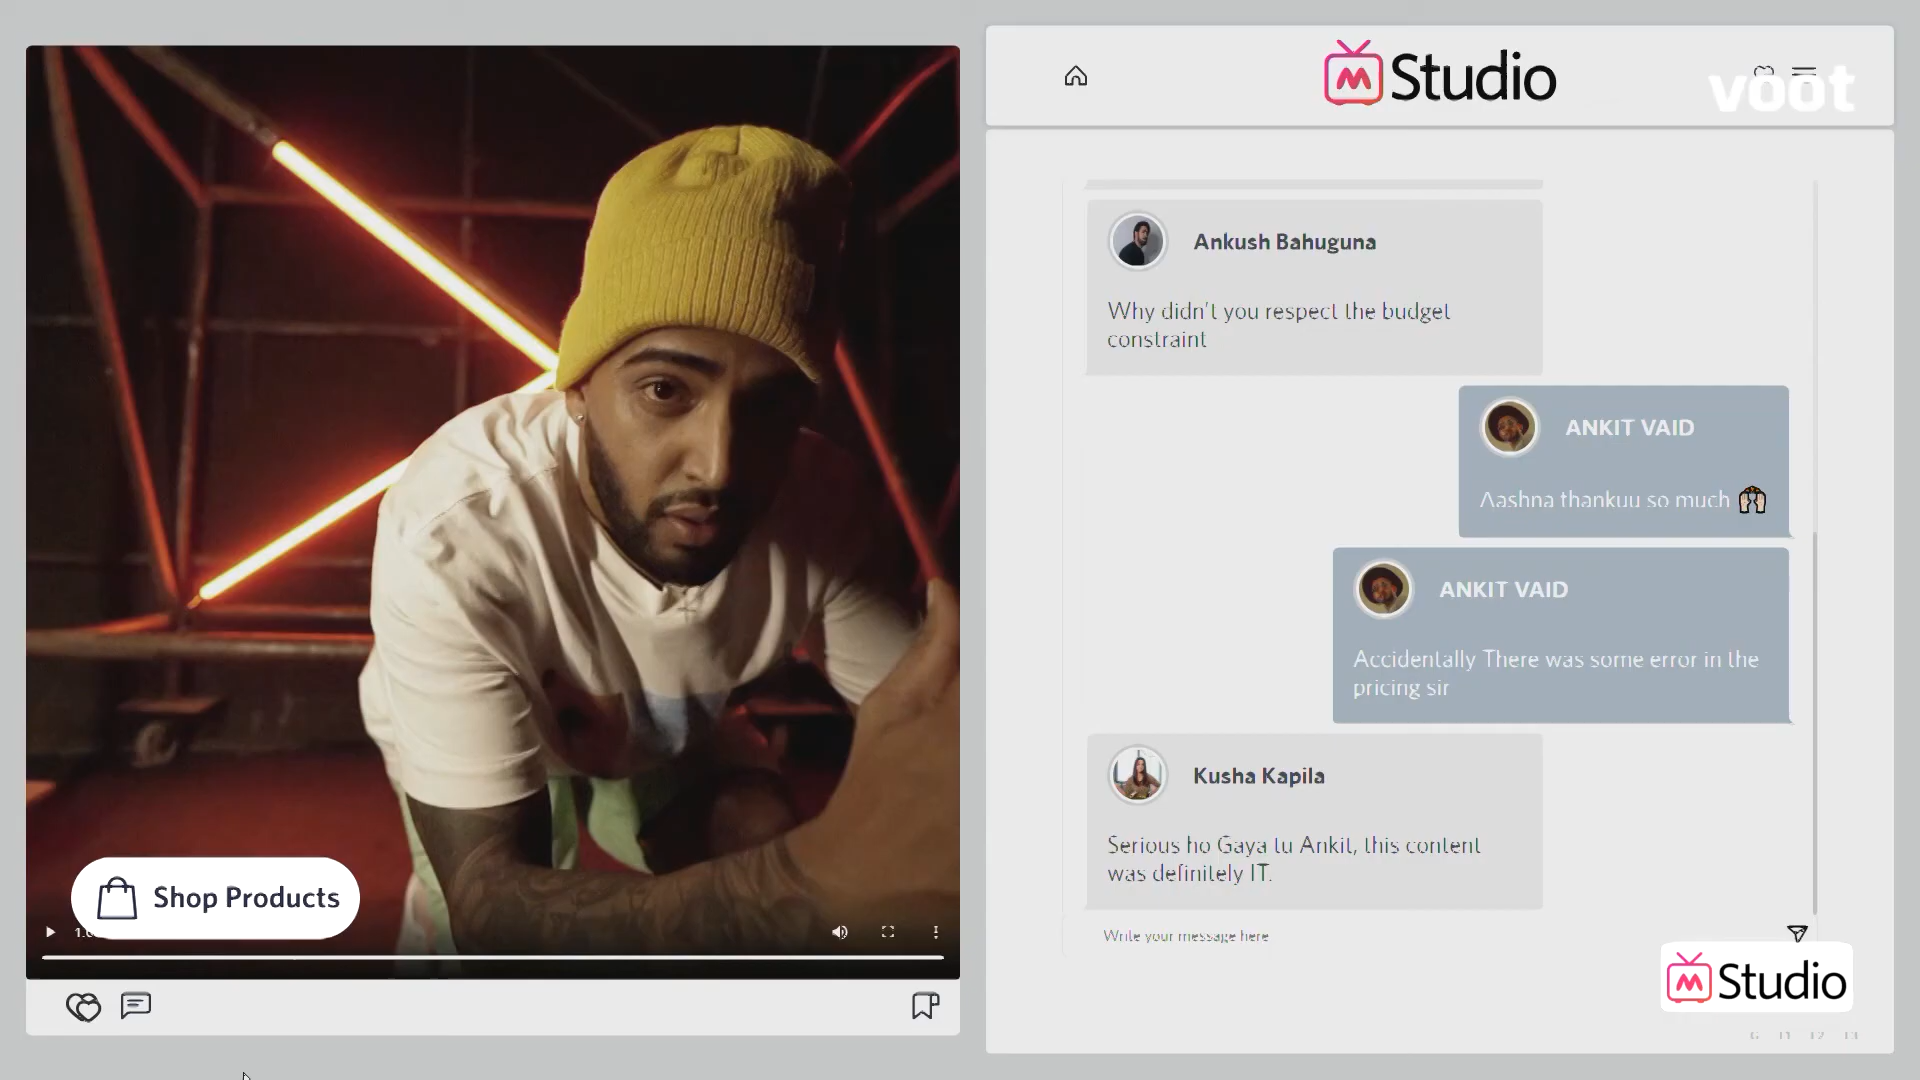 Studio
voot
Ankush Bahuguna
Why didn't you respect the budget
constraint
ANKIT VAID
Aashna thankuu so much 🙌
ANKIT VAID
Accidentally There was some error in the
pricing sir
Kusha Kapila
Serious ho Gaya tu Ankit, this content
was definitely IT.
Write your message here
Shop Products
Studio